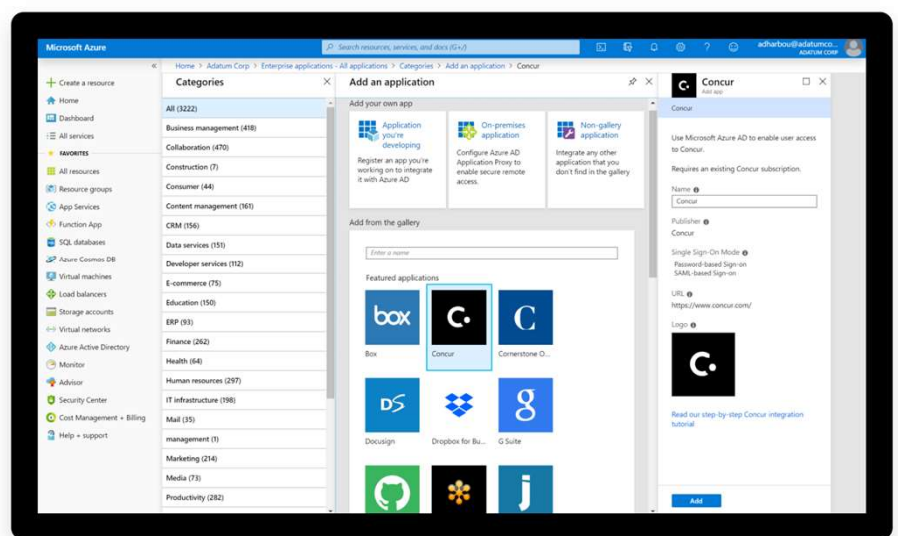 Microsoft Azure
Search resources, services, and docs (G+/)
adharbou@adatumco...
ADATUM CORP
Home > Adatum Corp > Enterprise applications - All applications > Categories > Add an application > Concur
Create a resource
Home
Dashboard
All services
FAVORITES
All resources
Resource groups
App Services
Function App
SQL databases
Azure Cosmos DB
Virtual machines
Load balancers
Storage accounts
Virtual networks
Azure Active Directory
Monitor
Advisor
Security Center
Cost Management + Billing
Help + support
Categories
All (3222)
Business management (418)
Collaboration (470)
Construction (7)
Consumer (44)
Content management (161)
CRM (156)
Data services (151)
Developer services (112)
E-commerce (75)
Education (150)
ERP (93)
Finance (262)
Health (64)
Human resources (297)
IT infrastructure (198)
Mail (35)
management (1)
Marketing (214)
Media (73)
Productivity (282)
Add an application
Add your own app
Application
you're
developing
Register an app you're
working on to integrate
it with Azure AD
On-premises
application
Configure Azure AD
Application Proxy to
enable secure remote
access.
Non-gallery
application
Integrate any other
application that you
don't find in the gallery
Add from the gallery
Enter a name
Featured applications
box
C.
C
Box
Concur
Cornerstone O...
DS
g
Docusign
Dropbox for Bu...
G Suite
j
C.
Concur
Add app
Concur
Use Microsoft Azure AD to enable user access
to Concur.
Requires an existing Concur subscription.
Name
Concur
Publisher
Concur
Single Sign-On Mode
Password-based Sign-on
SAML-based Sign-on
URL
https://www.concur.com/
Logo
C.
Read our step-by-step Concur integration
tutorial
Add